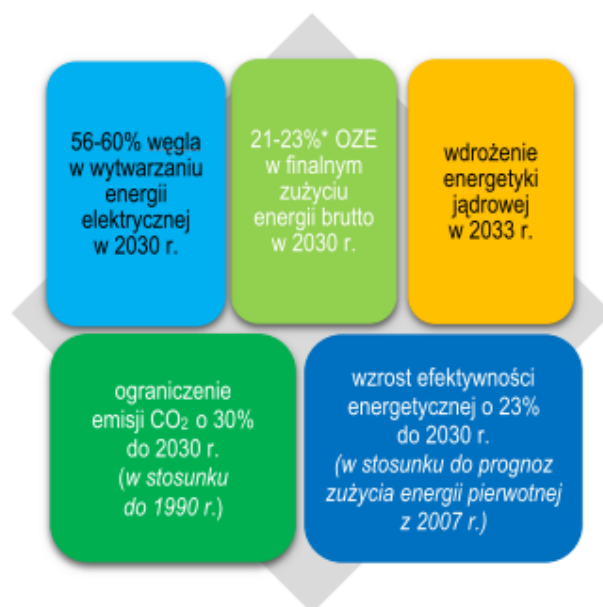 56-60% węgla
w wytwarzaniu
energii
elektrycznej
w 2030 r.
21-23%* OZE
w finalnym
zużyciu
energii brutto
w 2030 r.
wdrożenie
energetyki
jądrowej
w 2033 r.
ograniczenie
emisji CO₂ o 30%
do 2030 r.
(w stosunku
do 1990 r.)
wzrost efektywności
energetycznej o 23%
do 2030 r.
(w stosunku do prognoz
zużycia energii pierwotnej
z 2007 r.)